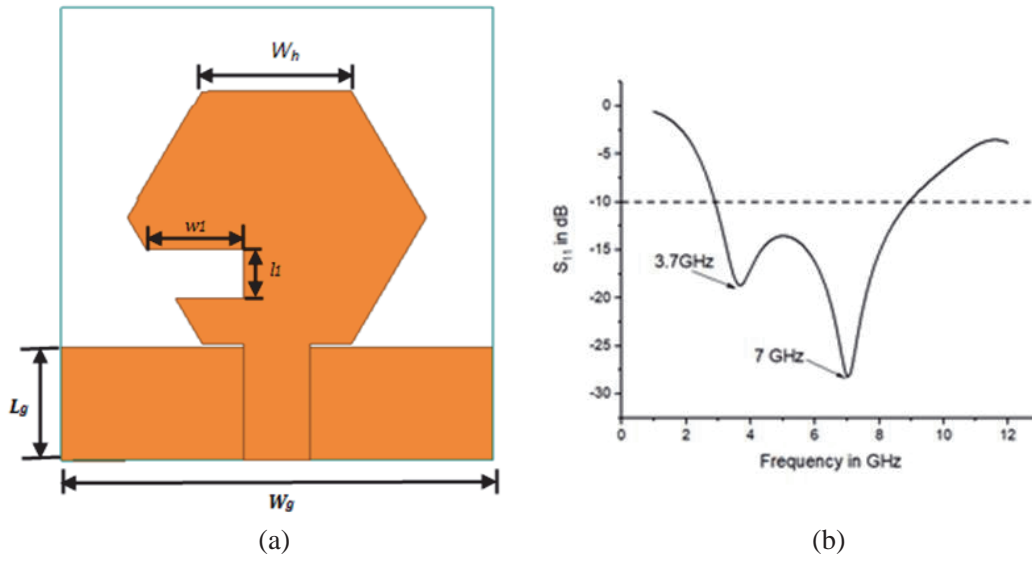 W_h
w1
l1
L_g
W_g
(a)
0
-5
-10
-15
-20
-25
-30
S_11 in dB
3.7GHz
7 GHz
0 2 4 6 8 10 12
Frequency in GHz
(b)